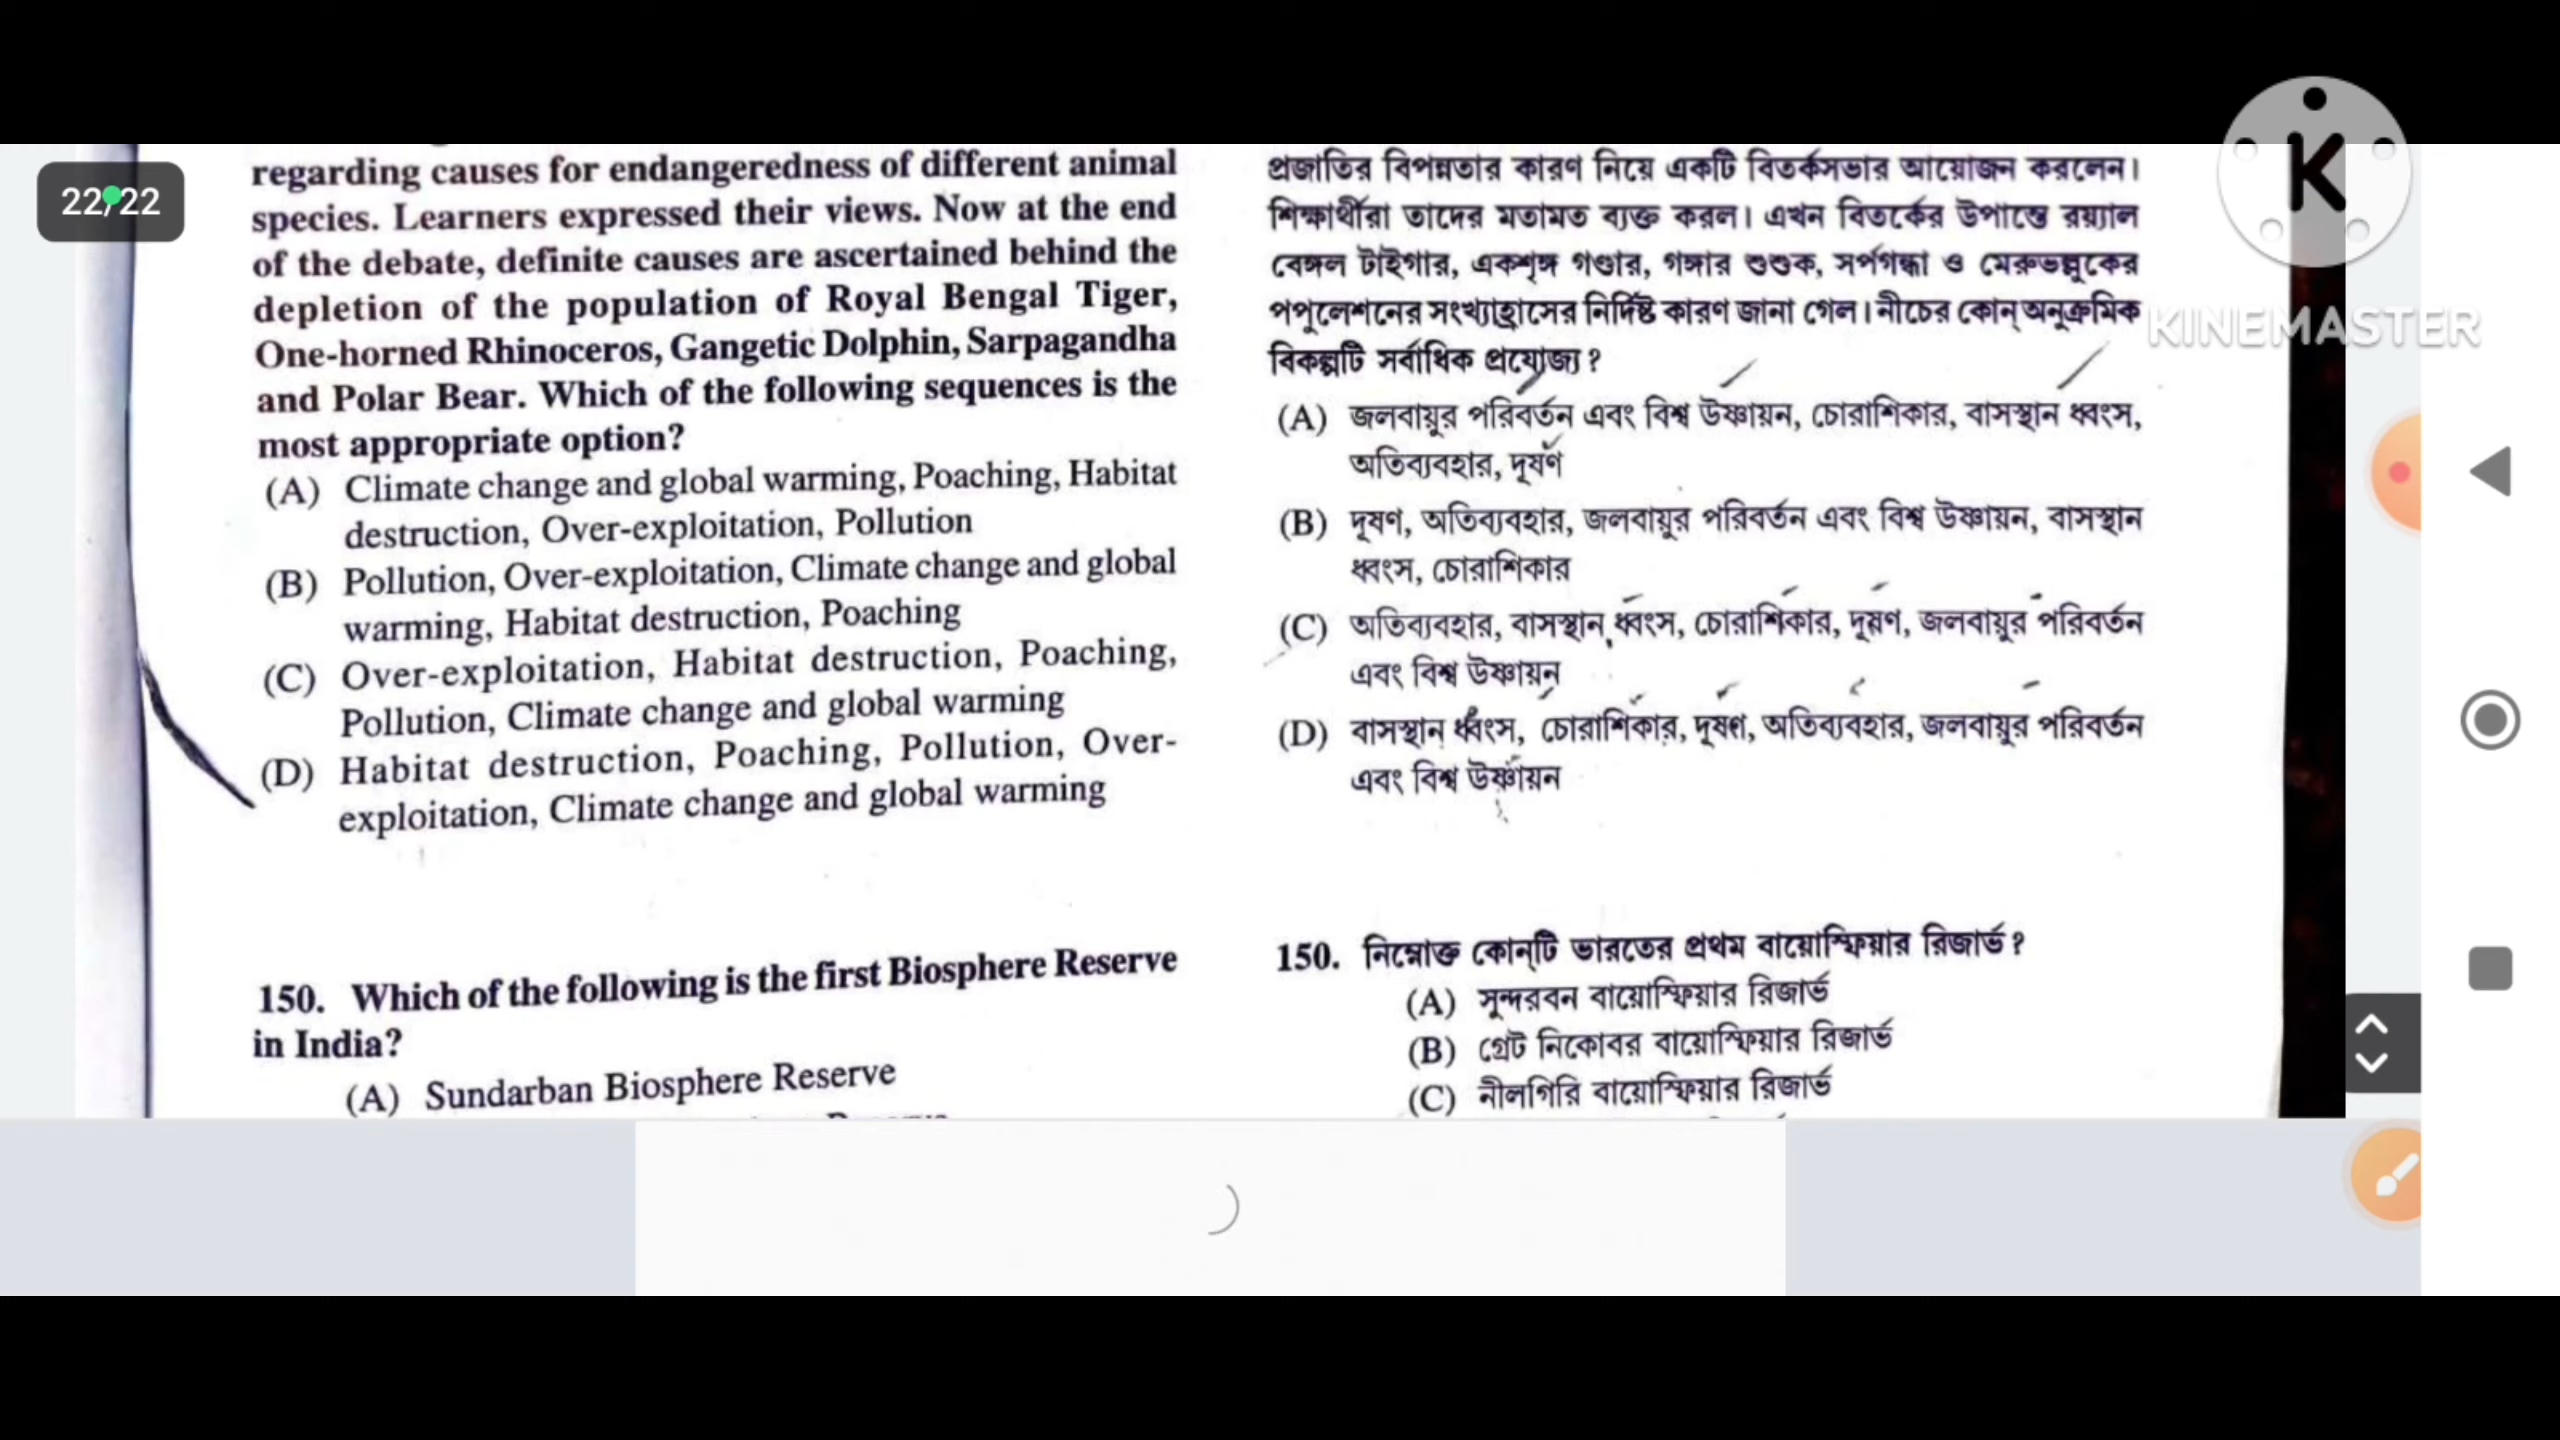 22/22
regarding causes for endangeredness of different animal
species. Learners expressed their views. Now at the end
of the debate, definite causes are ascertained behind the
depletion of the population of Royal Bengal Tiger,
One-horned Rhinoceros, Gangetic Dolphin, Sarpagandha
and Polar Bear. Which of the following sequences is the
most appropriate option?
(A) Climate change and global warming, Poaching, Habitat
destruction, Over-exploitation, Pollution
(B) Pollution, Over-exploitation, Climate change and global
warming, Habitat destruction, Poaching
(C) Over-exploitation, Habitat destruction, Poaching,
Pollution, Climate change and global warming
(D) Habitat destruction, Poaching, Pollution, Over-
exploitation, Climate change and global warming
150. Which of the following is the first Biosphere Reserve
in India?
(A) Sundarban Biosphere Reserve
প্রজাতির বিপন্নতার কারণ নিয়ে একটি বিতর্কসভার আয়োজন করলেন।
শিক্ষার্থীরা তাদের মতামত ব্যক্ত করল। এখন বিতর্কের উপান্তে রয়্যাল
বেঙ্গল টাইগার, একশৃঙ্গ গণ্ডার, গঙ্গার শুশুক, সর্পগন্ধা ও মেরুভল্লুকের
পপুলেশনের সংখ্যাহ্রাসের নির্দিষ্ট কারণ জানা গেল। নীচের কোন্ অনুক্রমিক
বিকল্পটি সর্বাধিক প্রযোজ্য?
(A) জলবায়ুর পরিবর্তন এবং বিশ্ব উষ্ণায়ন, চোরাশিকার, বাসস্থান ধ্বংস,
অতিব্যবহার, দূষণ
(B) দূষণ, অতিব্যবহার, জলবায়ুর পরিবর্তন এবং বিশ্ব উষ্ণায়ন, বাসস্থান
ধ্বংস, চোরাশিকার
(C) অতিব্যবহার, বাসস্থান ধ্বংস, চোরাশিকার, দূষণ, জলবায়ুর পরিবর্তন
এবং বিশ্ব উষ্ণায়ন
(D) বাসস্থান ধ্বংস, চোরাশিকার, দূষণ, অতিব্যবহার, জলবায়ুর পরিবর্তন
এবং বিশ্ব উষ্ণায়ন
150. নিম্নোক্ত কোন্‌টি ভারতের প্রথম বায়োস্ফিয়ার রিজার্ভ?
(A) সুন্দরবন বায়োস্ফিয়ার রিজার্ভ
(B) গ্রেট নিকোবর বায়োস্ফিয়ার রিজার্ভ
(C) নীলগিরি বায়োস্ফিয়ার রিজার্ভ
K
KINEMASTER